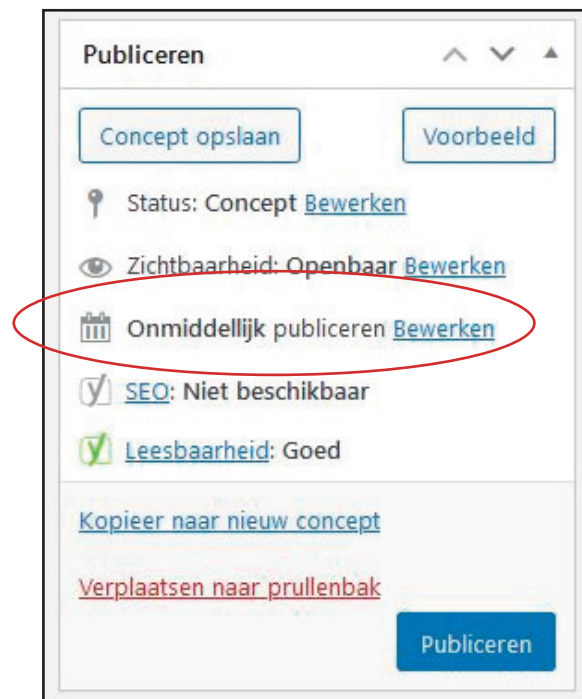 Publiceren
Concept opslaan Voorbeeld
Status: Concept Bewerken
Zichtbaarheid: Openbaar Bewerken
Onmiddellijk publiceren Bewerken
SEO: Niet beschikbaar
Leesbaarheid: Goed
Kopieer naar nieuw concept
Verplaatsen naar prullenbak
Publiceren